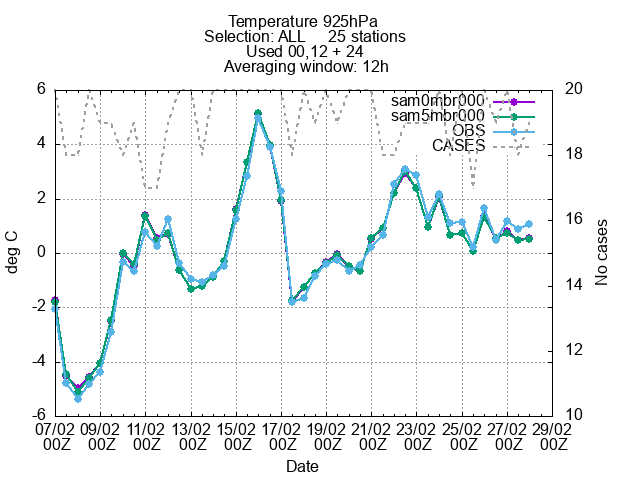 Temperature 925hPa
Selection: ALL 25 stations
Used 00,12 + 24
Averaging window: 12h
sam0mbr000
sam5mbr000
OBS
CASES
deg C
6
4
2
0
-2
-4
-6
20
18
16
14
12
10
No cases
07/02 09/02 11/02 13/02 15/02 17/02 19/02 21/02 23/02 25/02 27/02 29/02
00Z 00Z 00Z 00Z 00Z 00Z 00Z 00Z 00Z 00Z 00Z 00Z
Date